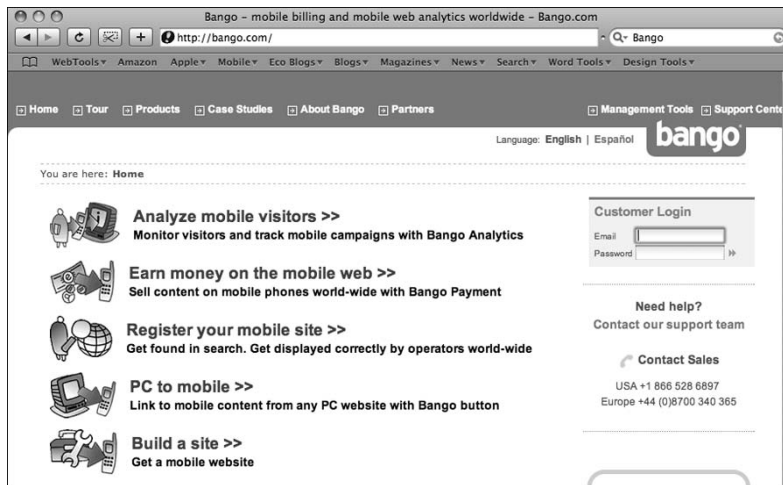 Bango – mobile billing and mobile web analytics worldwide – Bango.com
http://bango.com/
Bango
WebTools Amazon Apple Mobile Eco Blogs Blogs Magazines News Search Word Tools Design Tools
Home Tour Products Case Studies About Bango Partners Management Tools Support Cente
Language: English | Español
bango
You are here: Home
Analyze mobile visitors >>
Monitor visitors and track mobile campaigns with Bango Analytics
Earn money on the mobile web >>
Sell content on mobile phones world-wide with Bango Payment
Register your mobile site >>
Get found in search. Get displayed correctly by operators world-wide
PC to mobile >>
Link to mobile content from any PC website with Bango button
Build a site >>
Get a mobile website
Customer Login
Email
Password
Need help?
Contact our support team
Contact Sales
USA +1 866 528 6897
Europe +44 (0)8700 340 365